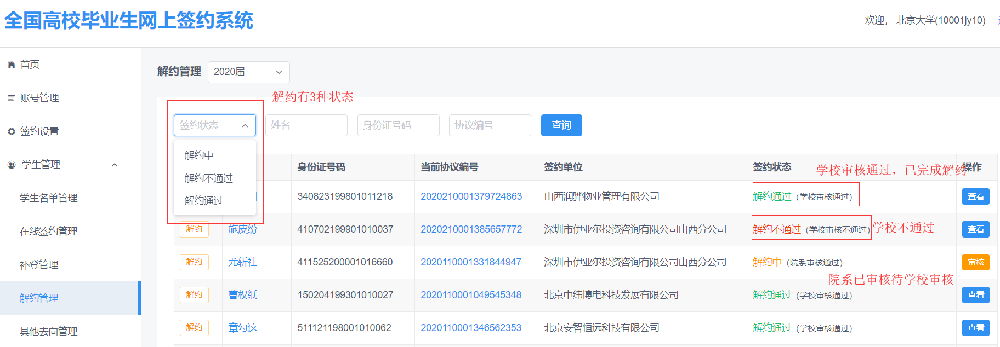 全国高校毕业生网上签约系统
欢迎， 北京大学(10001jy10)
首页
账号管理
签约设置
学生管理
学生名单管理
在线签约管理
补登管理
解约管理
其他去向管理
解约管理 2020届
解约有3种状态
签约状态 姓名 身份证号码 协议编号 查询
解约中
解约不通过
解约通过
身份证号码 当前协议编号 签约单位 签约状态 操作
学校审核通过，已完成解约
340823199801011218 2020210001379724863 山西润骅物业管理有限公司 解约通过（学校审核通过） 查看
解约 施皮纷 410702199901010037 2020210001385657772 深圳市伊亚尔投资咨询有限公司山西分公司 解约不通过（学校审核不通过） 学校不通过 查看
解约 尤斩社 411525200001016660 2020110001331844947 深圳市伊亚尔投资咨询有限公司山西分公司 解约中（院系审核通过） 审核
院系已审核待学校审核
解约 曹权纸 150204199301010027 2020110001049545348 北京中纬博电科技发展有限公司 解约通过（学校审核通过） 查看
解约 章勾这 511121198001010062 2020110001346562353 北京安智恒远科技有限公司 解约通过（学校审核通过） 查看